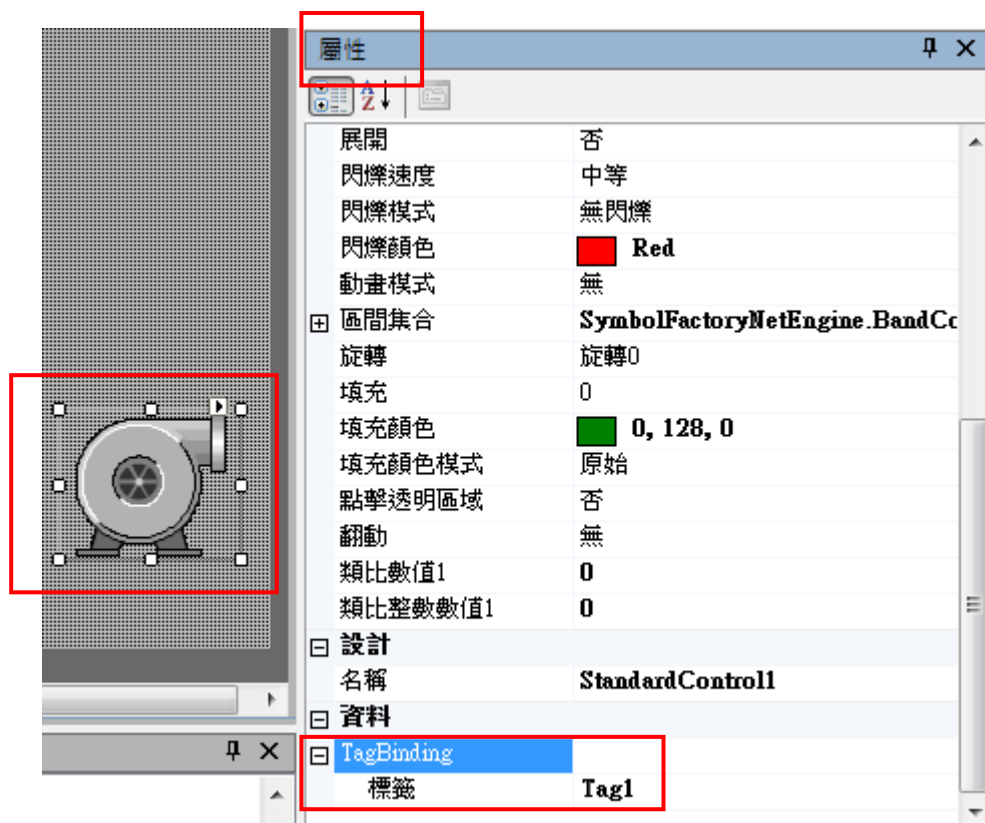 屬性
展開 否
閃爍速度 中等
閃爍模式 無閃爍
閃爍顏色 Red
動畫模式 無
區間集合 SymbolFactoryNetEngine.BandCc
旋轉 旋轉0
填充 0
填充顏色 0, 128, 0
填充顏色模式 原始
點擊透明區域 否
翻動 無
類比數值1 0
類比整數數值1 0
設計
名稱 StandardControl1
資料
TagBinding
標籤 Tag1